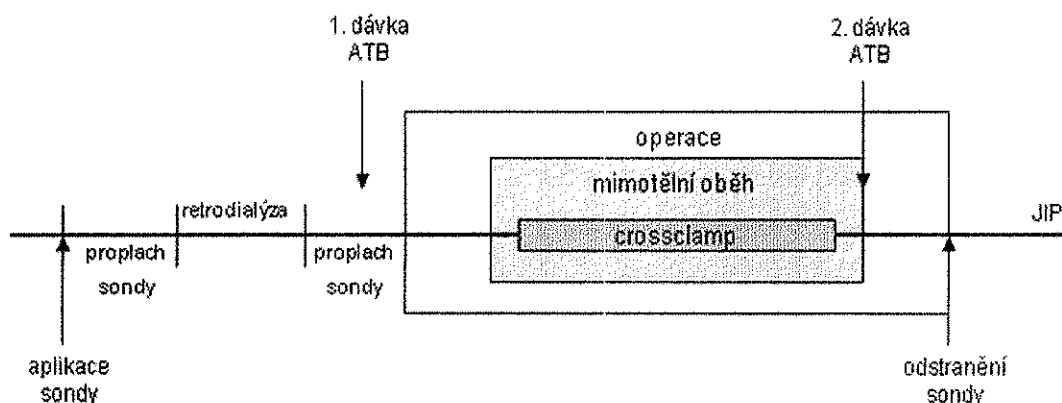 1. dávka
ATB
2. dávka
ATB
operace
mimotělní oběh
retrodialýza
JIP
crossclamp
proplach
sondy
proplach
sondy
aplikace
sondy
odstranění
sondy